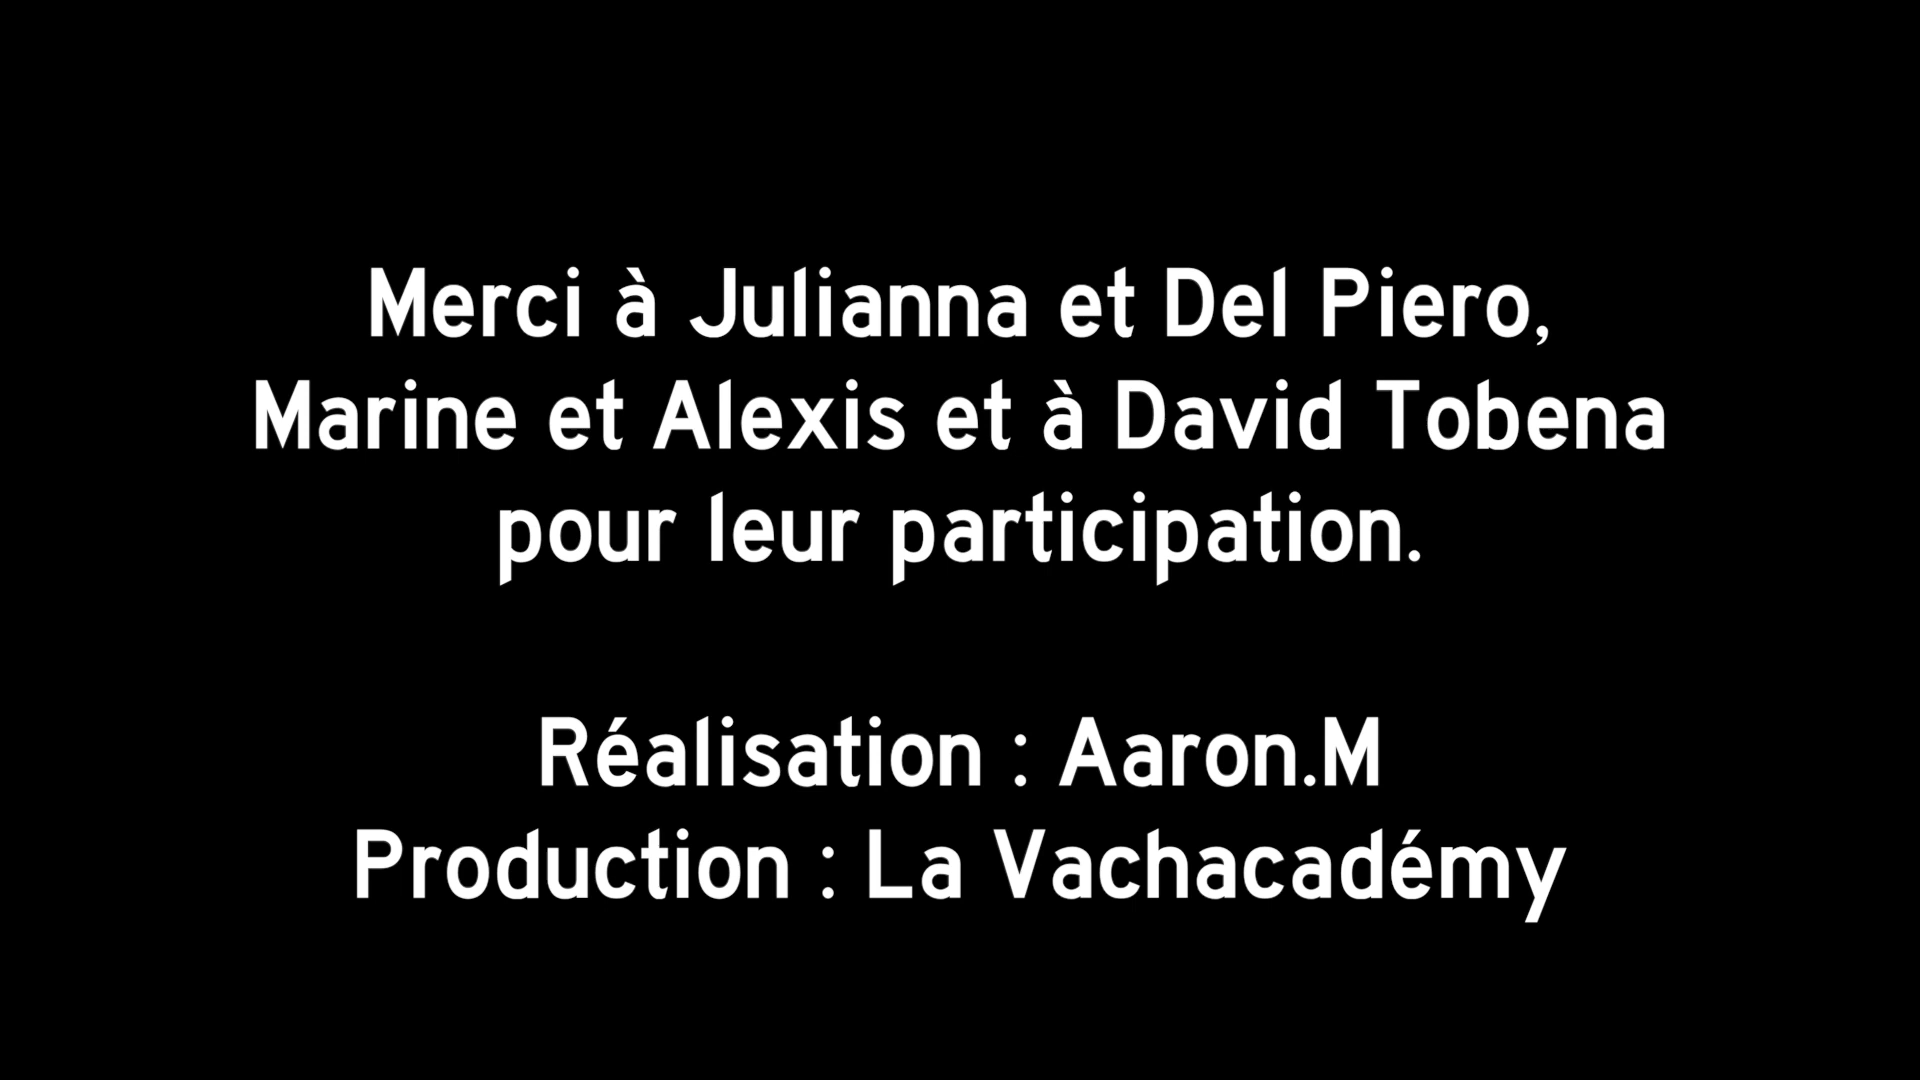 Merci à Julianna et Del Piero,
Marine et Alexis et à David Tobena
pour leur participation.
Réalisation : Aaron.M
Production : La Vachacadémy